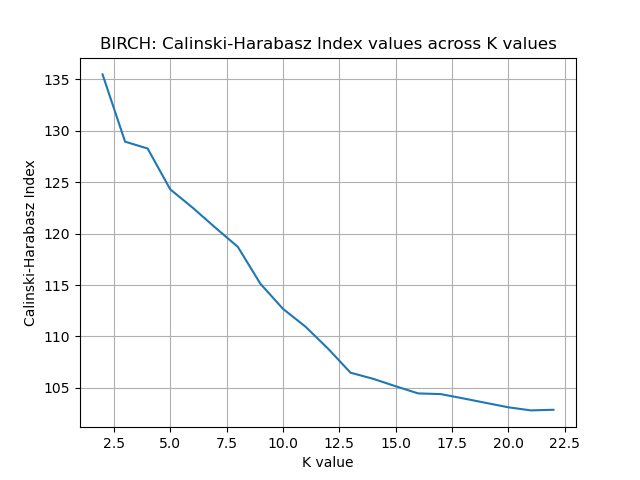 BIRCH: Calinski-Harabasz Index values across K values
135
130
125
120
115
110
105
Calinski-Harabasz Index
2.5 5.0 7.5 10.0 12.5 15.0 17.5 20.0 22.5
K value